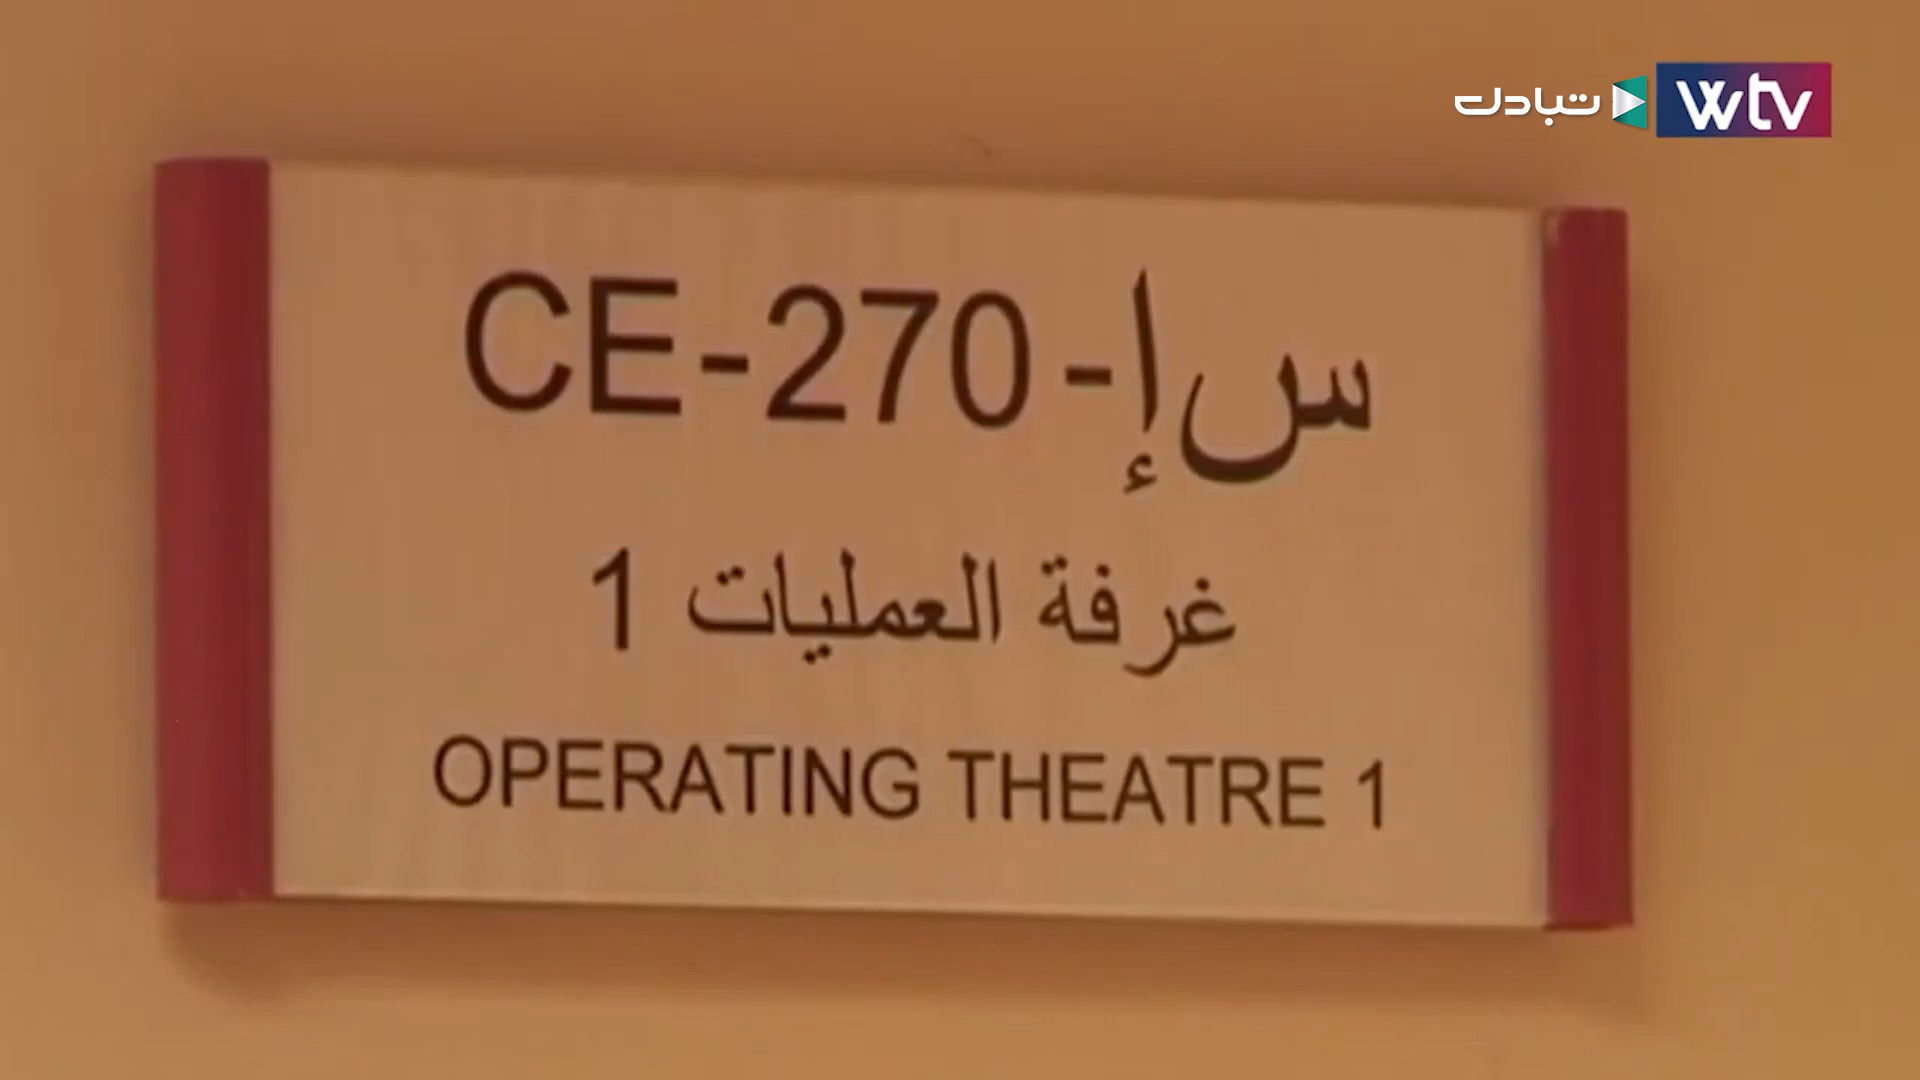 تبادل wtv
CE-270-س إ
غرفة العمليات 1
OPERATING THEATRE 1